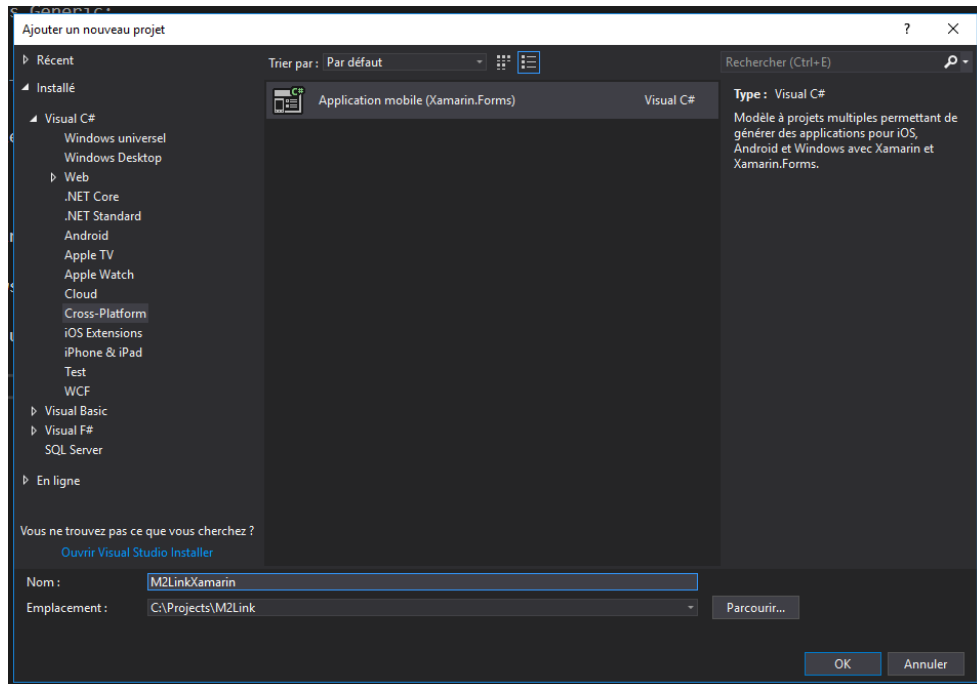 s Generic;
Ajouter un nouveau projet
?
Récent
Installé
Visual C#
Windows universel
Windows Desktop
Web
.NET Core
.NET Standard
Android
Apple TV
Apple Watch
Cloud
Cross-Platform
iOS Extensions
iPhone & iPad
Test
WCF
Visual Basic
Visual F#
SQL Server
En ligne
Vous ne trouvez pas ce que vous cherchez ?
Ouvrir Visual Studio Installer
Trier par : Par défaut
Application mobile (Xamarin.Forms) Visual C#
Rechercher (Ctrl+E)
Type : Visual C#
Modèle à projets multiples permettant de
générer des applications pour iOS,
Android et Windows avec Xamarin et
Xamarin.Forms.
Nom : M2LinkXamarin
Emplacement : C:\Projects\M2Link
Parcourir...
OK Annuler